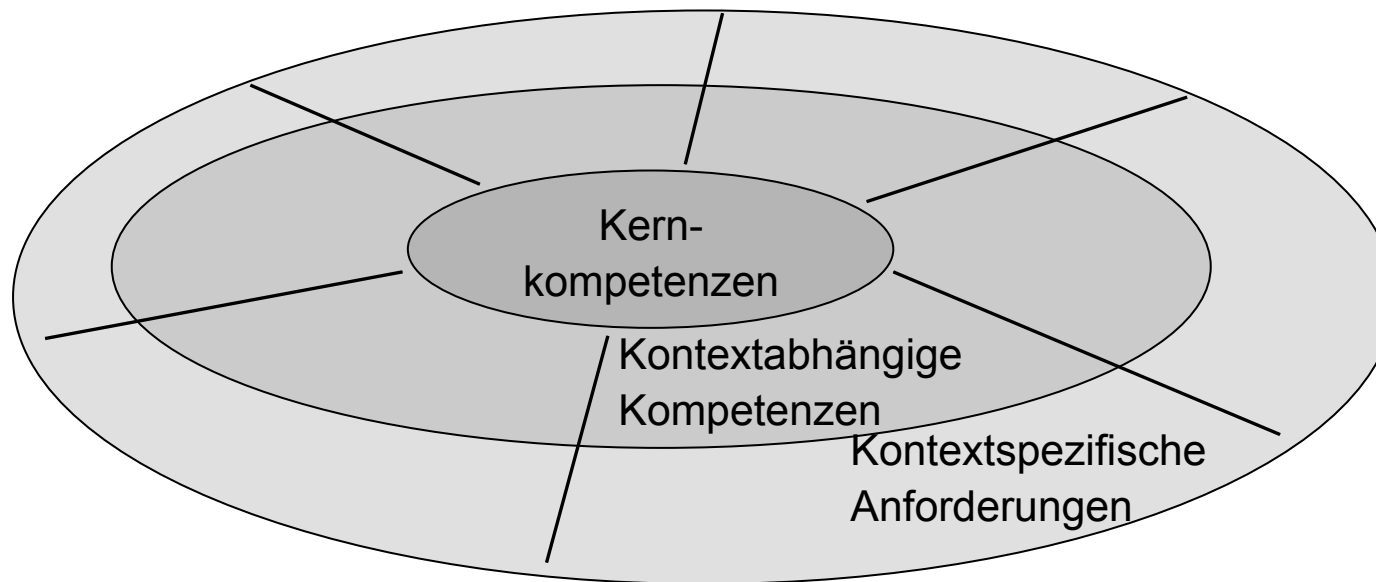 Kern-
kompetenzen
Kontextabhängige
Kompetenzen
Kontextspezifische
Anforderungen